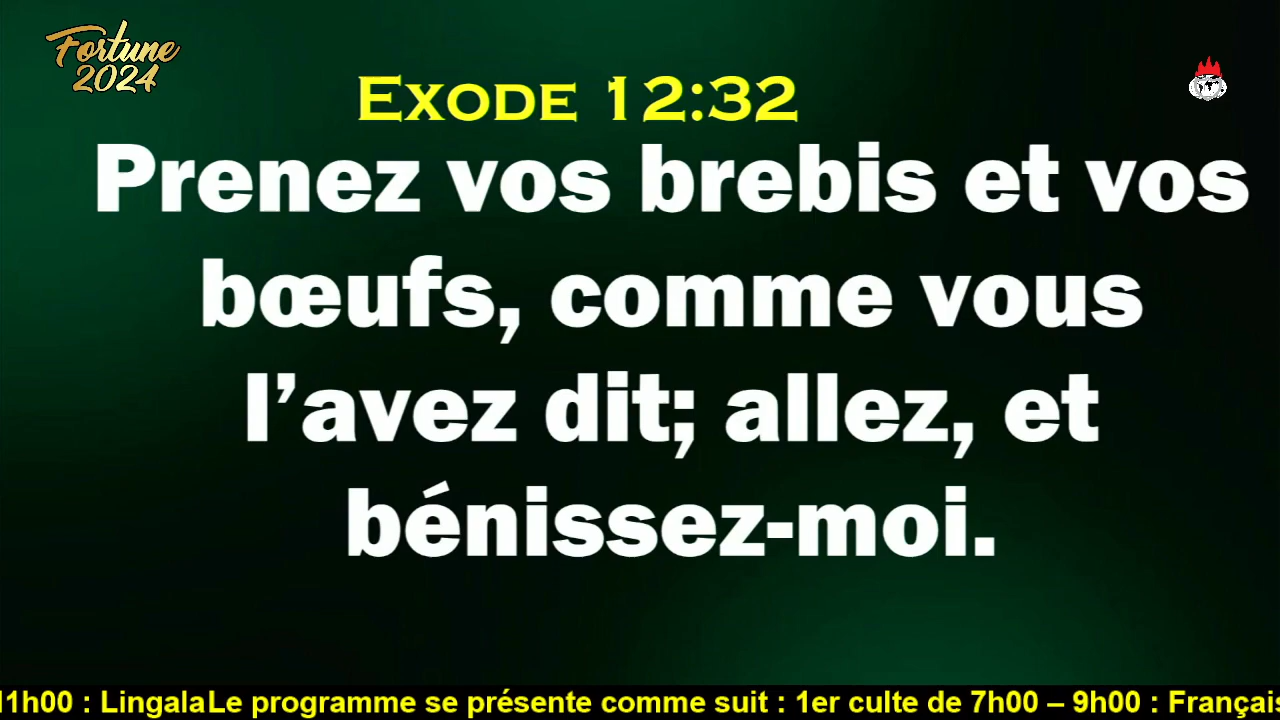 Fortune
2024
Exode 12:32
Prenez vos brebis et vos
bœufs, comme vous
l’avez dit; allez, et
bénissez-moi.
11h00 : LingalaLe programme se présente comme suit : 1er culte de 7h00 – 9h00 : Français